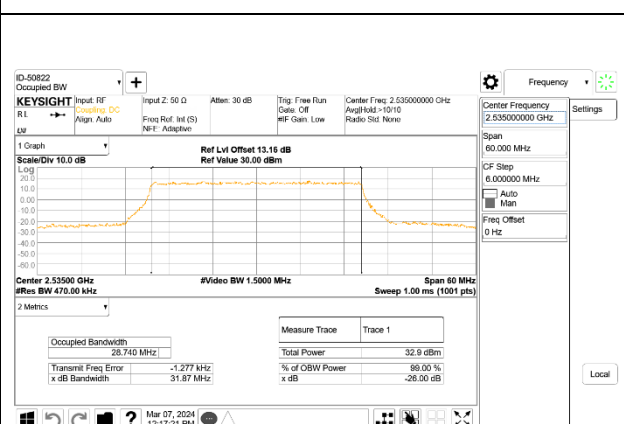 ID-50822
Occupied BW
Frequency
KEYSIGHT
Input: RF
Input Z: 50 Ω
Atten: 30 dB
Trig: Free Run
Center Freq: 2.535000000 GHz
R L
Coupling: DC
Gate: Off
Avg|Hold:>10/10
Align: Auto
Freq Ref: Int (S)
#IF Gain: Low
Radio Std: None
NFE: Adaptive
Center Frequency
2.535000000 GHz
Settings
Span
60.000 MHz
CF Step
6.000000 MHz
Auto
Man
Freq Offset
0 Hz
Local
1 Graph
Ref Lvl Offset 13.16 dB
Scale/Div 10.0 dB
Ref Value 30.00 dBm
Log
20.0
10.0
0.00
-10.0
-20.0
-30.0
-40.0
-50.0
-60.0
Center 2.53500 GHz
#Video BW 1.5000 MHz
Span 60 MHz
#Res BW 470.00 kHz
Sweep 1.00 ms (1001 pts)
2 Metrics
Measure Trace
Trace 1
Occupied Bandwidth
28.740 MHz
Total Power
32.9 dBm
Transmit Freq Error
-1.277 kHz
% of OBW Power
99.00 %
x dB Bandwidth
31.87 MHz
x dB
-26.00 dB
Mar 07, 2024
12:17:21 PM